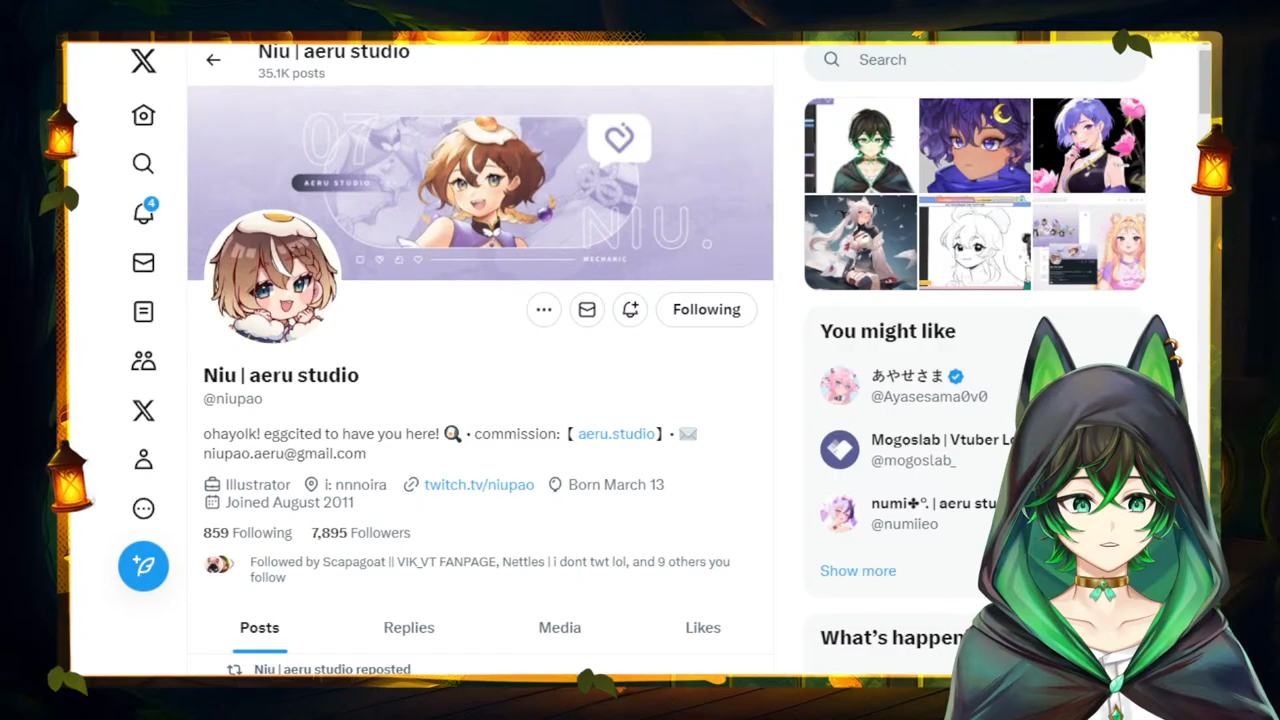 Niu | aeru studio
35.1K posts
Search
07
AERU STUDIO
NIU.
MECHANIC
4
Following
Niu | aeru studio
@niupao
ohayolk! eggcited to have you here! 🍳 • commission:【 aeru.studio】 • ✉️
niupao.aeru@gmail.com
Illustrator i: nnnoira twitch.tv/niupao Born March 13
Joined August 2011
859 Following 7,895 Followers
Followed by Scapagoat || VIK_VT FANPAGE, Nettles | i dont twt lol, and 9 others you
follow
Posts Replies Media Likes
Niu | aeru studio reposted
You might like
あやせさま
@Ayasesama0v0
Mogoslab | Vtuber
@mogoslab_
numi✤°. | aeru stu
@numiieo
Show more
What's happen